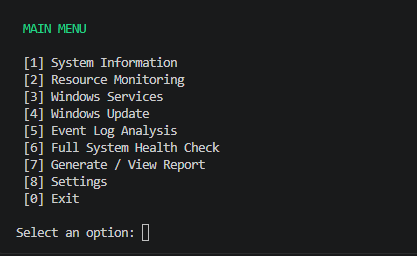 MAIN MENU
[1] System Information
[2] Resource Monitoring
[3] Windows Services
[4] Windows Update
[5] Event Log Analysis
[6] Full System Health Check
[7] Generate / View Report
[8] Settings
[0] Exit
Select an option: